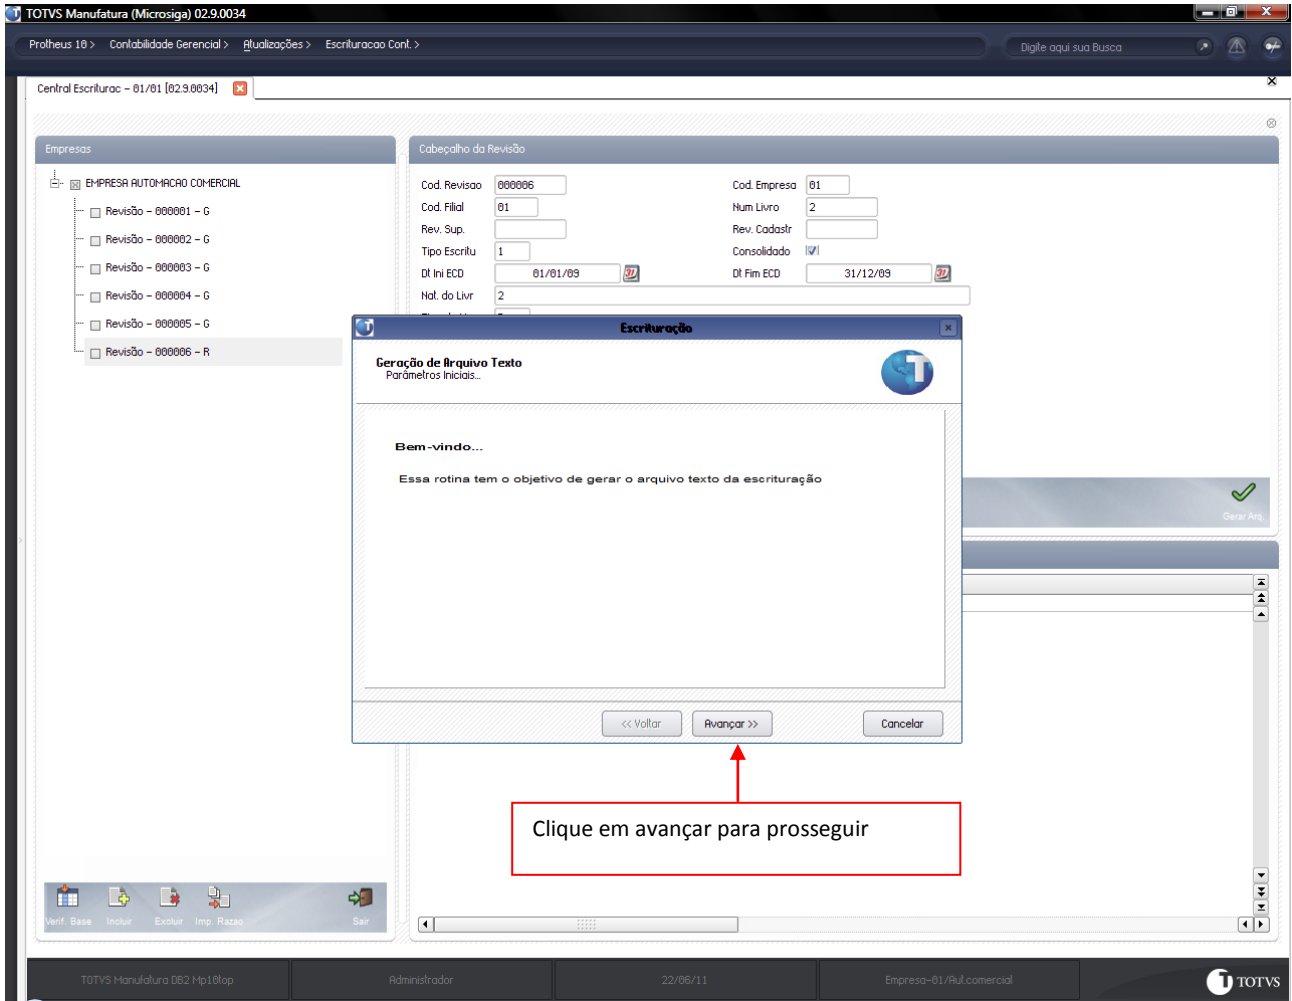 TOTVS Manufatura (Microsiga) 02.9.0034
Protheus 10 > Contabilidade Gerencial > Atualizações > Escrituracao Cont. >
Digite aqui sua Busca
Central Escriturac - 01/01 [02.9.0034]
Empresas
EMPRESA AUTOMACAO COMERCIAL
Revisão - 000001 - G
Revisão - 000002 - G
Revisão - 000003 - G
Revisão - 000004 - G
Revisão - 000005 - G
Revisão - 000006 - R
Cabeçalho da Revisão
Cod. Revisao 000006 Cod. Empresa 01
Cod. Filial 01 Num Livro 2
Rev. Sup. Rev. Cadastr
Tipo Escritu 1 Consolidado
Dt Ini ECD 01/01/09 Dt Fim ECD 31/12/09
Nat. do Livr 2
Escrituração
Geração de Arquivo Texto
Parâmetros Iniciais...
Bem-vindo...
Essa rotina tem o objetivo de gerar o arquivo texto da escrituração
<< Voltar Avançar >> Cancelar
Gerar Arq.
Clique em avançar para prosseguir
Verif. Base Incluir Excluir Imp. Razao Sair
TOTVS Manufatura DB2 Mp10top Administrador 22/06/11 Empresa-01/Aut.comercial TOTVS